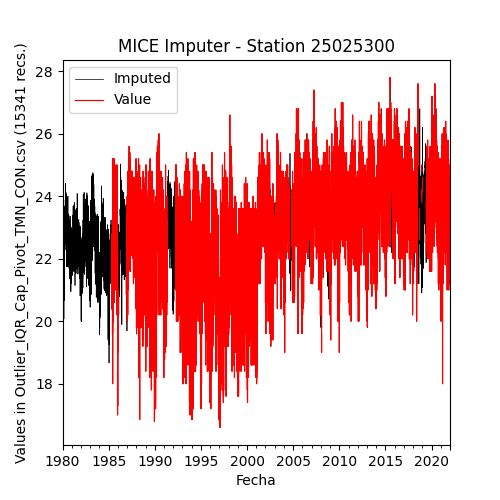 MICE Imputer - Station 25025300
Imputed
Value
Values in Outlier_IQR_Cap_Pivot_TMN_CON.csv (15341 recs.)
28
26
24
22
20
18
1980 1985 1990 1995 2000 2005 2010 2015 2020
Fecha